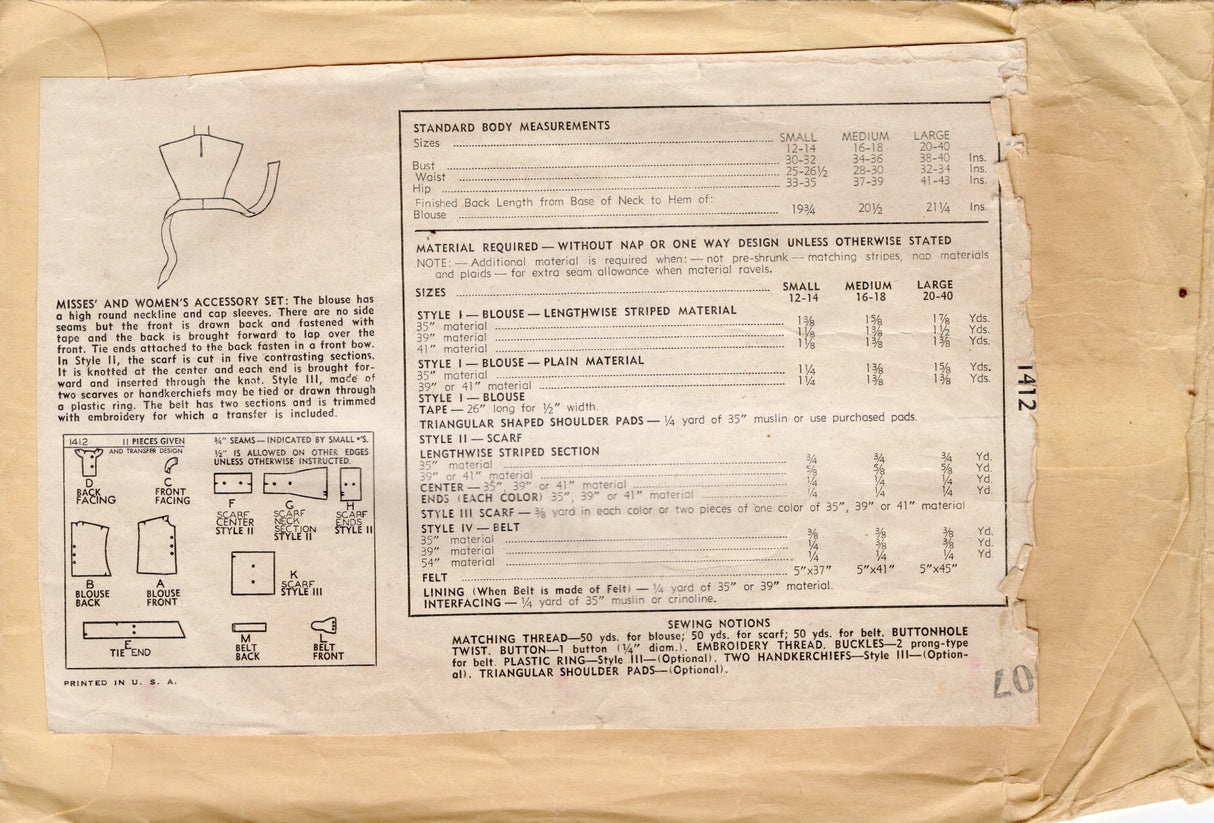 MISSES' AND WOMEN'S ACCESSORY SET: The blouse has
a high round neckline and cap sleeves. There are no side
seams but the front is drawn back and fastened with
tape and the back is brought forward to lap over the
front. Tie ends attached to the back fasten in a front bow.
In Style II, the scarf is cut in five contrasting sections.
It is knotted at the center and each end is brought for-
ward and inserted through the knot. Style III, made of
two scarves or handkerchiefs may be tied or drawn through
a plastic ring. The belt has two sections and is trimmed
with embroidery for which a transfer is included.
1412 11 PIECES GIVEN
AND TRANSFER DESIGN
3/4" SEAMS—INDICATED BY SMALL *'S.
1/2" IS ALLOWED ON OTHER EDGES
UNLESS OTHERWISE INSTRUCTED.
D
BACK
FACING
C
FRONT
FACING
F
SCARF
CENTER
STYLE II
G
SCARF
NECK
SECTION
STYLE II
H
SCARF
ENDS
STYLE II
B
BLOUSE
BACK
A
BLOUSE
FRONT
K
SCARF
STYLE III
E
TIE END
M
BELT
BACK
L
BELT
FRONT
PRINTED IN U. S. A.
STANDARD BODY MEASUREMENTS
SMALL MEDIUM LARGE
Sizes 12-14 16-18 20-40
Bust 30-32 34-36 38-40 Ins.
Waist 25-26½ 28-30 32-34 Ins.
Hip 33-35 37-39 41-43 Ins.
Finished Back Length from Base of Neck to Hem of:
Blouse 19¾ 20½ 21¼ Ins.
MATERIAL REQUIRED — WITHOUT NAP OR ONE WAY DESIGN UNLESS OTHERWISE STATED
NOTE: — Additional material is required when: — not pre-shrunk — matching stripes, nap materials
and plaids — for extra seam allowance when material ravels.
SMALL MEDIUM LARGE
SIZES 12-14 16-18 20-40
STYLE I — BLOUSE — LENGTHWISE STRIPED MATERIAL
35" material 1⅜ 1⅝ 1⅞ Yds.
39" material 1⅛ 1⅜ 1½ Yds.
41" material 1⅛ 1⅜ 1⅜ Yds.
STYLE I — BLOUSE — PLAIN MATERIAL
35" material 1¼ 1⅜ 1⅝ Yds.
39" or 41" material 1¼ 1⅜ 1⅜ Yds.
STYLE I — BLOUSE
TAPE — 26" long for ½" width.
TRIANGULAR SHAPED SHOULDER PADS — ¼ yard of 35" muslin or use purchased pads.
STYLE II — SCARF
LENGTHWISE STRIPED SECTION
35" material ¾ ¾ ¾ Yd.
39" or 41" material ⅝ ⅝ ⅝ Yd.
CENTER — 35", 39" or 41" material ¼ ¼ ¼ Yd.
ENDS (EACH COLOR) 35", 39" or 41" material ¼ ¼ ¼ Yd.
STYLE III SCARF — ⅜ yard in each color or two pieces of one color of 35", 39" or 41" material
STYLE IV — BELT
35" material ⅜ ⅜ ⅜ Yd.
39" material ¼ ⅜ ⅜ Yd.
54" material ¼ ¼ ¼ Yd
FELT 5"x37" 5"x41" 5"x45"
LINING (When Belt is made of Felt) — ¼ yard of 35" or 39" material.
INTERFACING — ¼ yard of 35" muslin or crinoline.
SEWING NOTIONS
MATCHING THREAD—50 yds. for blouse; 50 yds. for scarf; 50 yds. for belt. BUTTONHOLE
TWIST. BUTTON—1 button (¼" diam.). EMBROIDERY THREAD. BUCKLES—2 prong-type
for belt. PLASTIC RING—Style III—(Optional). TWO HANDKERCHIEFS—Style III—(Option-
al). TRIANGULAR SHOULDER PADS—(Optional).
1412